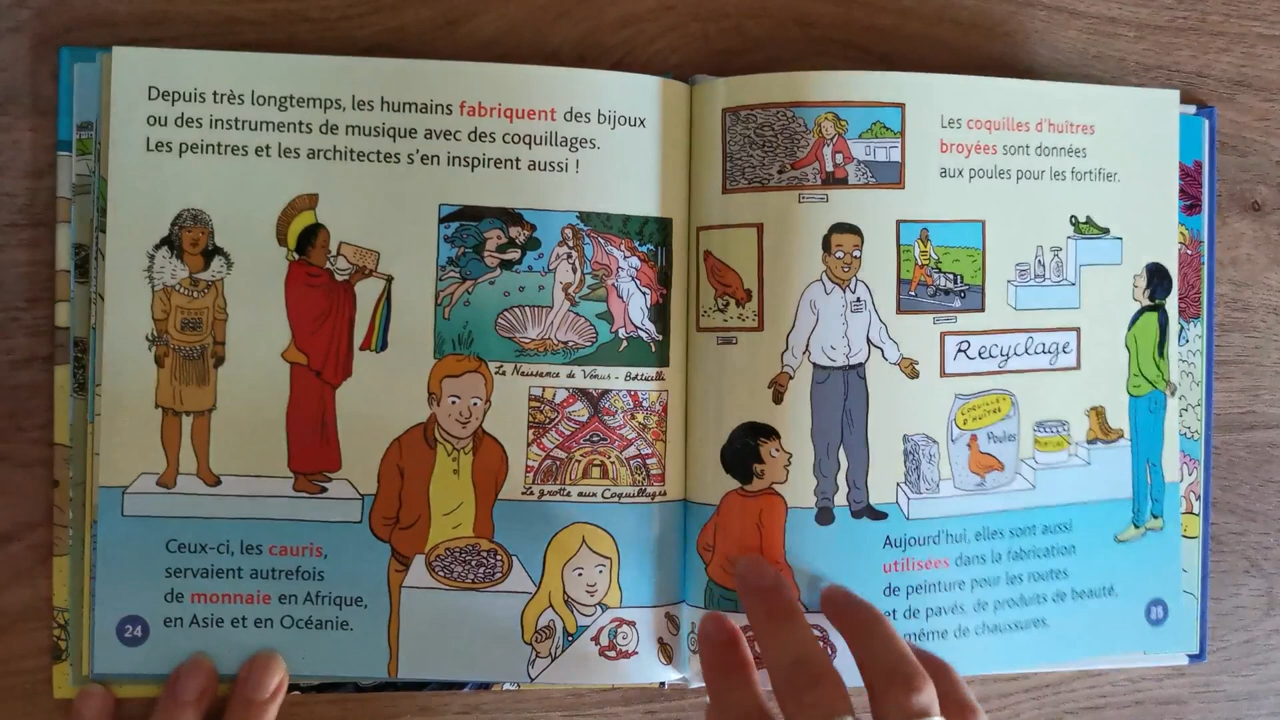 Depuis très longtemps, les humains fabriquent des bijoux
ou des instruments de musique avec des coquillages.
Les peintres et les architectes s'en inspirent aussi !
La Naissance de Vénus - Botticelli
La grotte aux Coquillages
Ceux-ci, les cauris,
servaient autrefois
de monnaie en Afrique,
en Asie et en Océanie.
24
Les coquilles d'huîtres
broyées sont données
aux poules pour les fortifier.
Recyclage
COQUILLES
D'HUÎTRE
Poules
PEINTURE
Aujourd'hui, elles sont aussi
utilisées dans la fabrication
de peinture pour les routes
et de pavés, de produits de beauté,
même de chaussures.
25